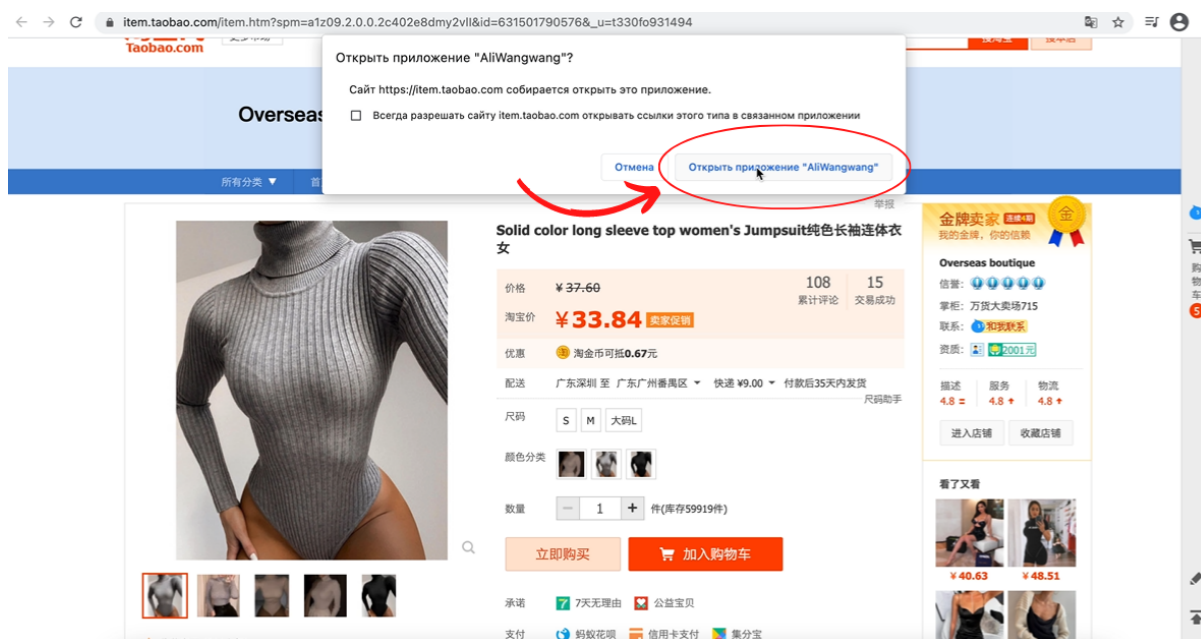 item.taobao.com/item.htm?spm=a1z09.2.0.0.2c402e8dmy2vll&id=631501790576&_u=t330fo931494
Taobao.com
Открыть приложение "AliWangwang"?
Сайт https://item.taobao.com собирается открыть это приложение.
Всегда разрешать сайту item.taobao.com открывать ссылки этого типа в связанном приложении
Отмена
Открыть приложение "AliWangwang"
Overseas
所有分类
首
举报
Solid color long sleeve top women's Jumpsuit纯色长袖连体衣
女
价格 ¥ 37.60
108 15
累计评论 交易成功
淘宝价 ¥33.84 卖家促销
优惠 淘金币可抵0.67元
配送 广东深圳 至 广东广州番禺区 快递 ¥9.00 付款后35天内发货
尺码助手
尺码 S M 大码L
颜色分类
数量 1 件(库存59919件)
立即购买 加入购物车
承诺 7 7天无理由 公益宝贝
支付 蚂蚁花呗 信用卡支付 集分宝
金牌卖家 连续4期
金
我的金牌，你的信赖
Overseas boutique
信誉：
掌柜：万货大卖场715
联系：和我联系
资质：2001元
描述 服务 物流
4.8 4.8 4.8
进入店铺 收藏店铺
看了又看
¥40.63 ¥48.51
购
物
车
5